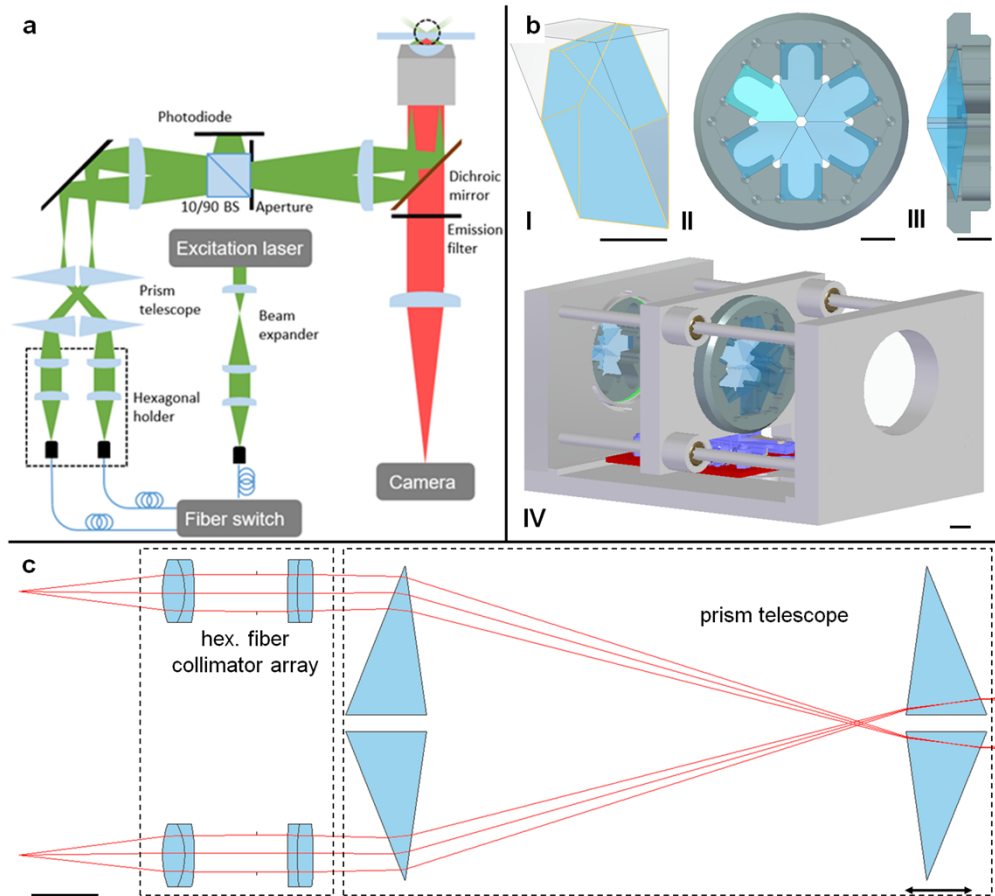 a
Photodiode
10/90 BS
Aperture
Dichroic
mirror
Emission
filter
Excitation laser
Prism
telescope
Beam
expander
Hexagonal
holder
Fiber switch
Camera
b
I
II
III
IV
c
hex. fiber
collimator array
prism telescope